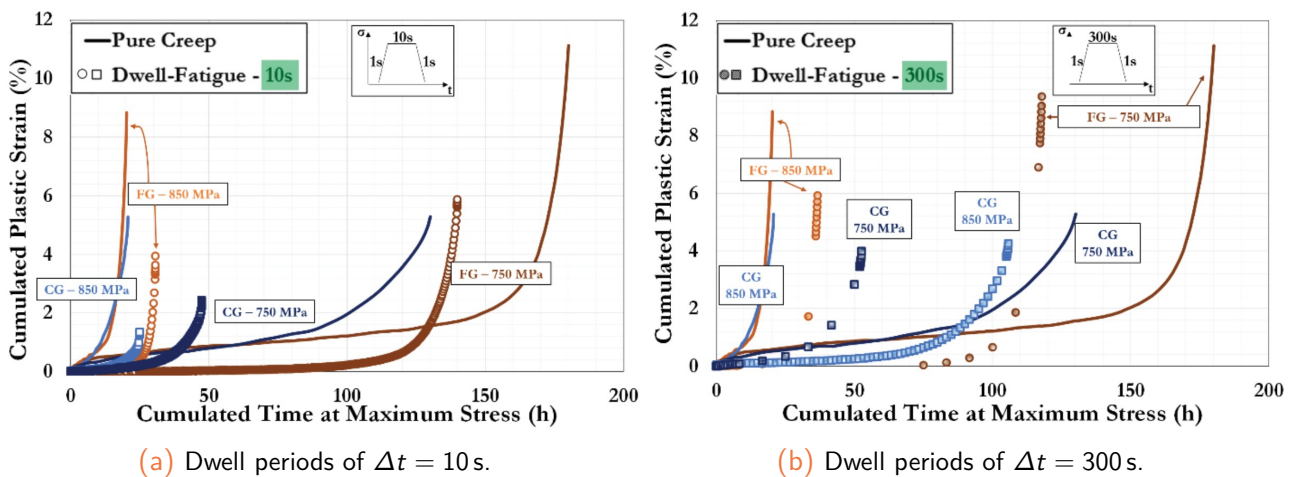 12
10
8
6
4
2
0
Cumulated Plastic Strain (%)
Pure Creep
Dwell-Fatigue - 10s
σ
10s
1s
1s
t
FG – 850 MPa
CG – 850 MPa
CG – 750 MPa
FG – 750 MPa
0
50
100
150
200
Cumulated Time at Maximum Stress (h)
(a) Dwell periods of Δt = 10 s.
12
10
8
6
4
2
0
Cumulated Plastic Strain (%)
Pure Creep
Dwell-Fatigue - 300s
σ
300s
1s
1s
t
FG – 750 MPa
FG – 850 MPa
CG
750 MPa
CG
850 MPa
CG
750 MPa
CG
850 MPa
0
50
100
150
200
Cumulated Time at Maximum Stress (h)
(b) Dwell periods of Δt = 300 s.